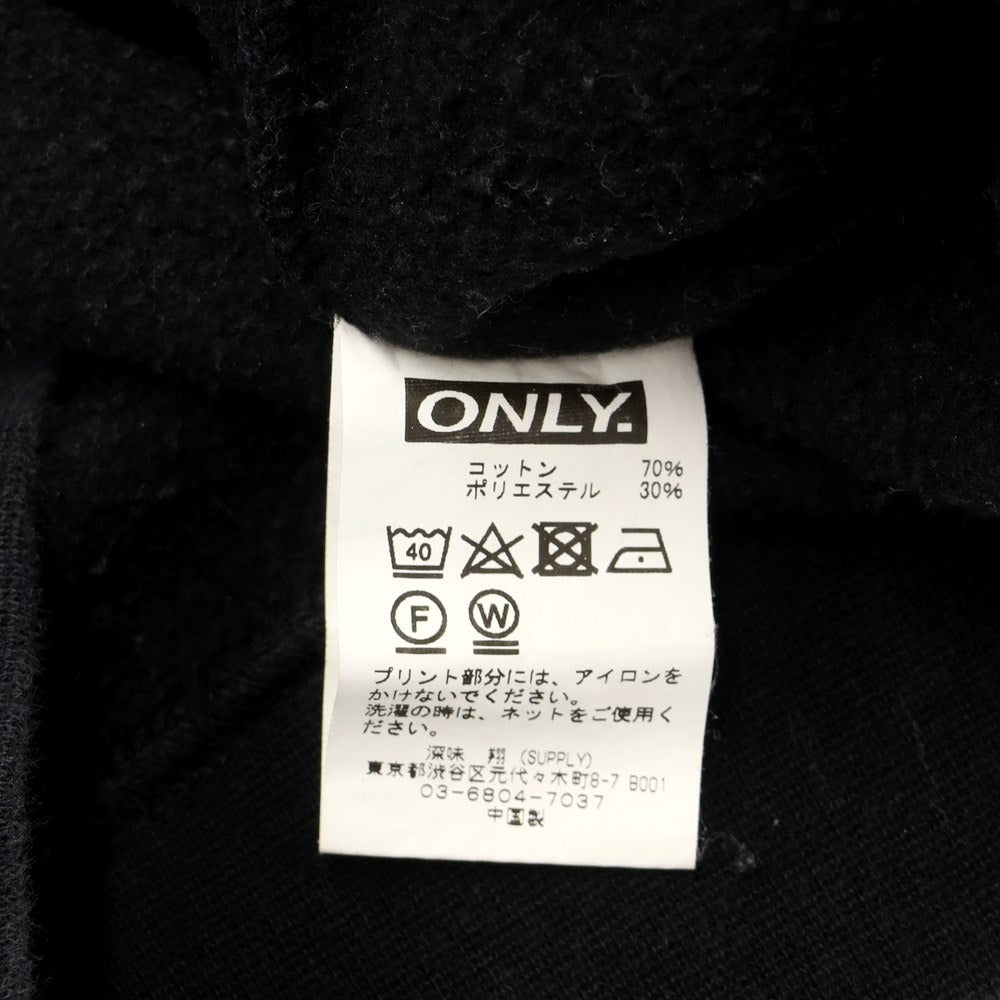 ONLY.
コットン 70%
ポリエステル 30%
40
F W
プリント部分には、アイロンを
かけないでください。
洗濯の時は、ネットをご使用く
ださい。
深味 翔 (SUPPLY)
東京都渋谷区元代々木町8-7 B001
03-6804-7037
中国製